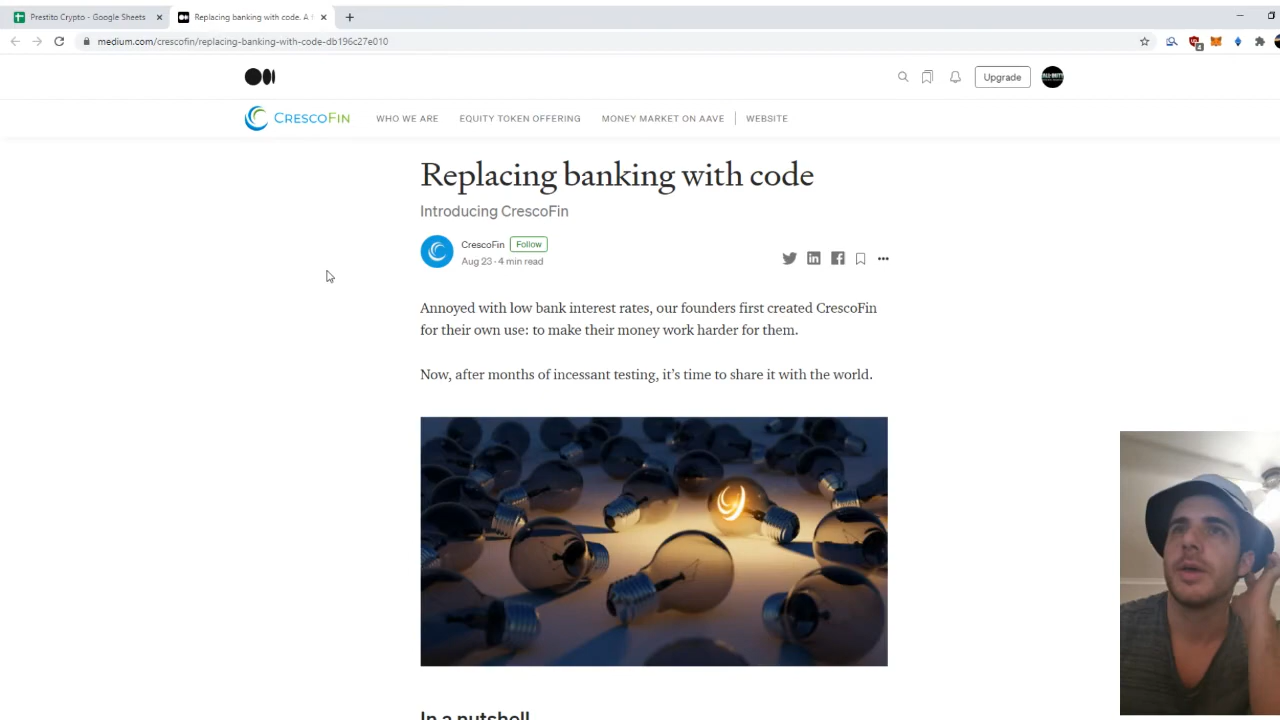 Prestito Crypto - Google Sheets
Replacing banking with code. A
medium.com/crescofin/replacing-banking-with-code-db196c27e010
4
Upgrade
CRESCOFIN
WHO WE ARE
EQUITY TOKEN OFFERING
MONEY MARKET ON AAVE
WEBSITE
Replacing banking with code
Introducing CrescoFin
CrescoFin
Follow
Aug 23 · 4 min read
Annoyed with low bank interest rates, our founders first created CrescoFin
for their own use: to make their money work harder for them.
Now, after months of incessant testing, it’s time to share it with the world.
In a nutshell